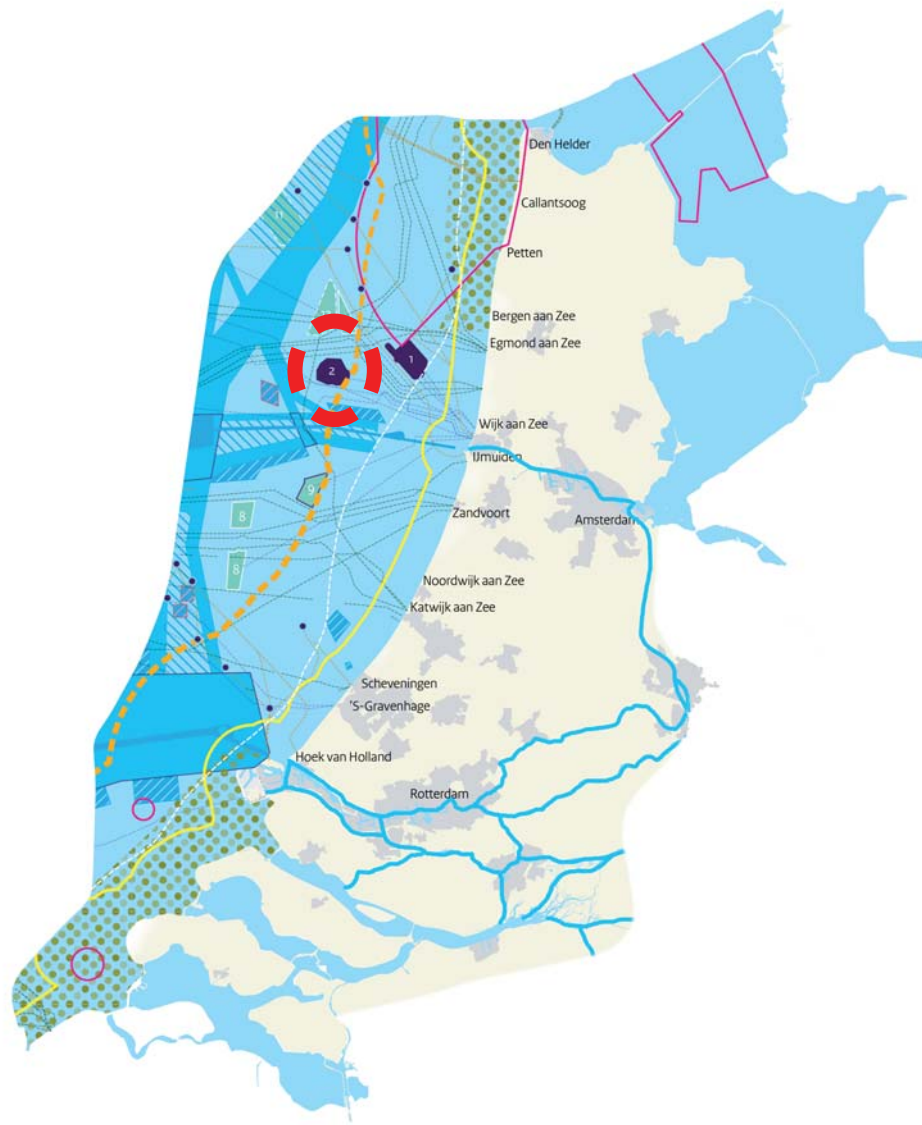 Den Helder
11
Callantsoog
Petten
Bergen aan Zee
Egmond aan Zee
1
2
Wijk aan Zee
IJmuiden
9
Zandvoort
8
Amsterdam
8
Noordwijk aan Zee
Katwijk aan Zee
Scheveningen
'S-Gravenhage
Hoek van Holland
Rotterdam